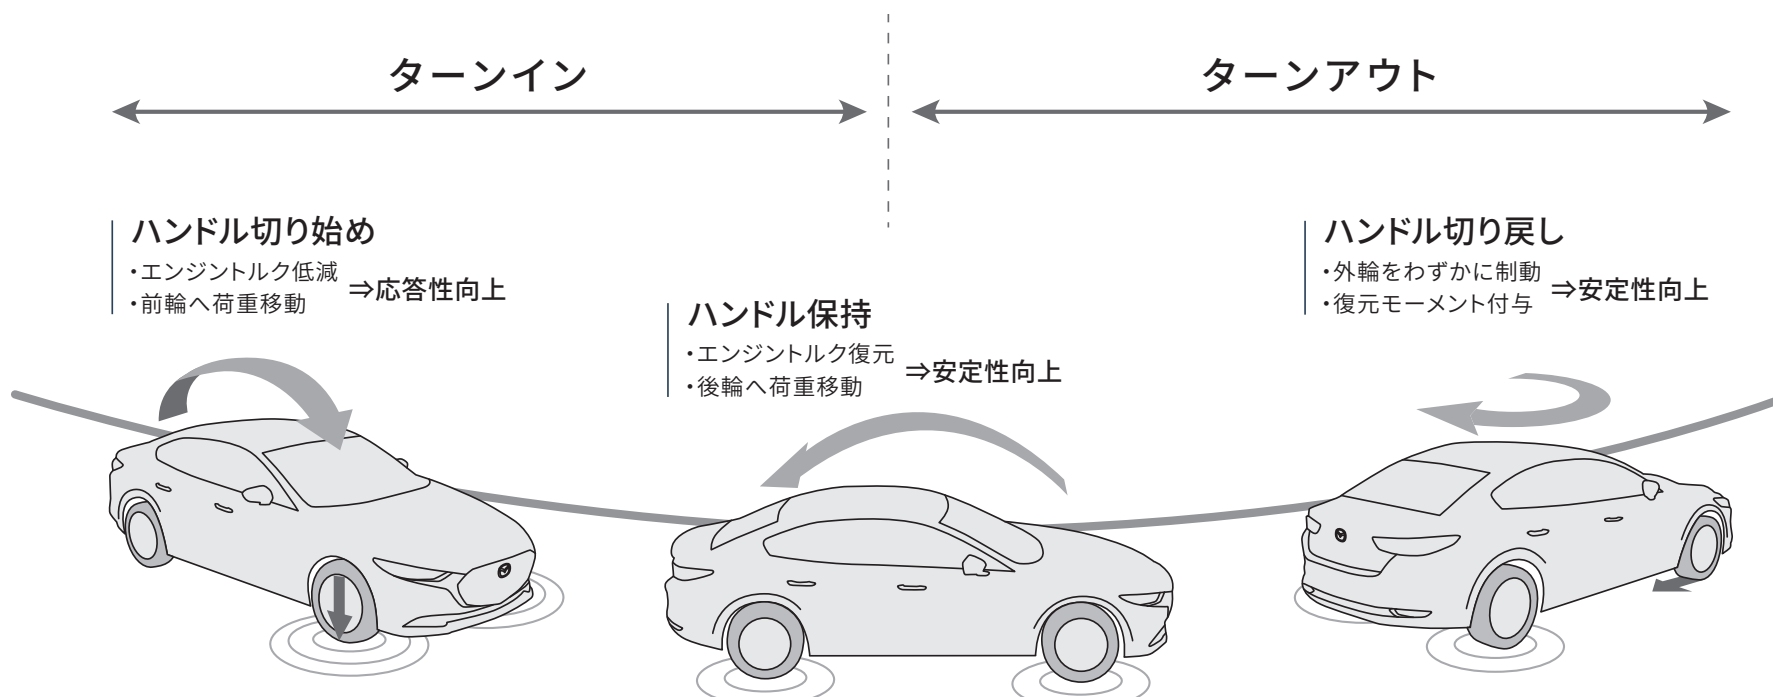 ターンイン
ターンアウト
ハンドル切り始め
・エンジントルク低減
・前輪へ荷重移動
⇒応答性向上
ハンドル保持
・エンジントルク復元
・後輪へ荷重移動
⇒安定性向上
ハンドル切り戻し
・外輪をわずかに制動
・復元モーメント付与
⇒安定性向上